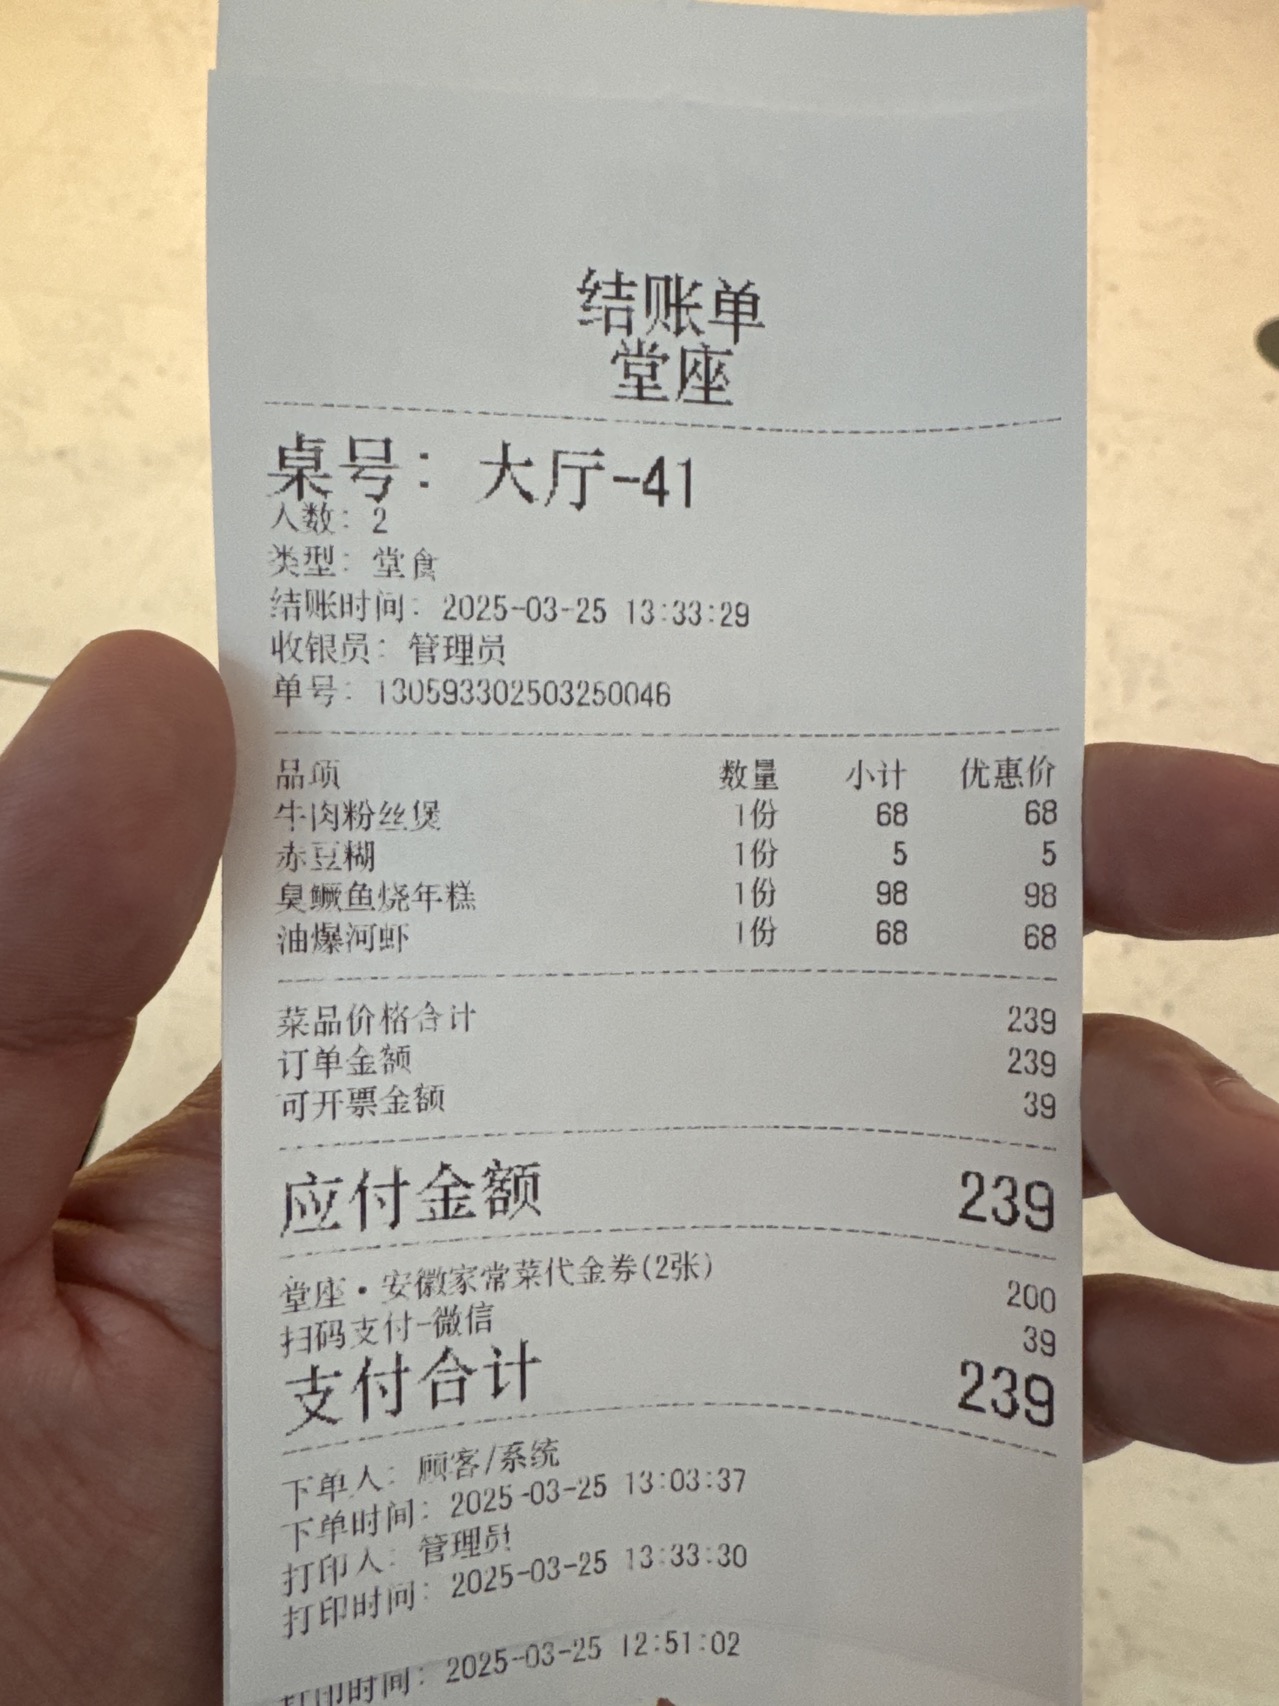 结账单
堂座
桌号： 大厅-41
人数： 2
类型： 堂食
结账时间： 2025-03-25 13:33:29
收银员： 管理员
单号： 130593302503250046
品项 数量 小计 优惠价
牛肉粉丝煲 1份 68 68
赤豆糊 1份 5 5
臭鳜鱼烧年糕 1份 98 98
油爆河虾 1份 68 68
菜品价格合计 239
订单金额 239
可开票金额 39
应付金额 239
堂座·安徽家常菜代金券(2张) 200
扫码支付-微信 39
支付合计 239
下单人： 顾客/系统
下单时间： 2025-03-25 13:03:37
打印人： 管理员
打印时间： 2025-03-25 13:33:30
打印时间： 2025-03-25 12:51:02